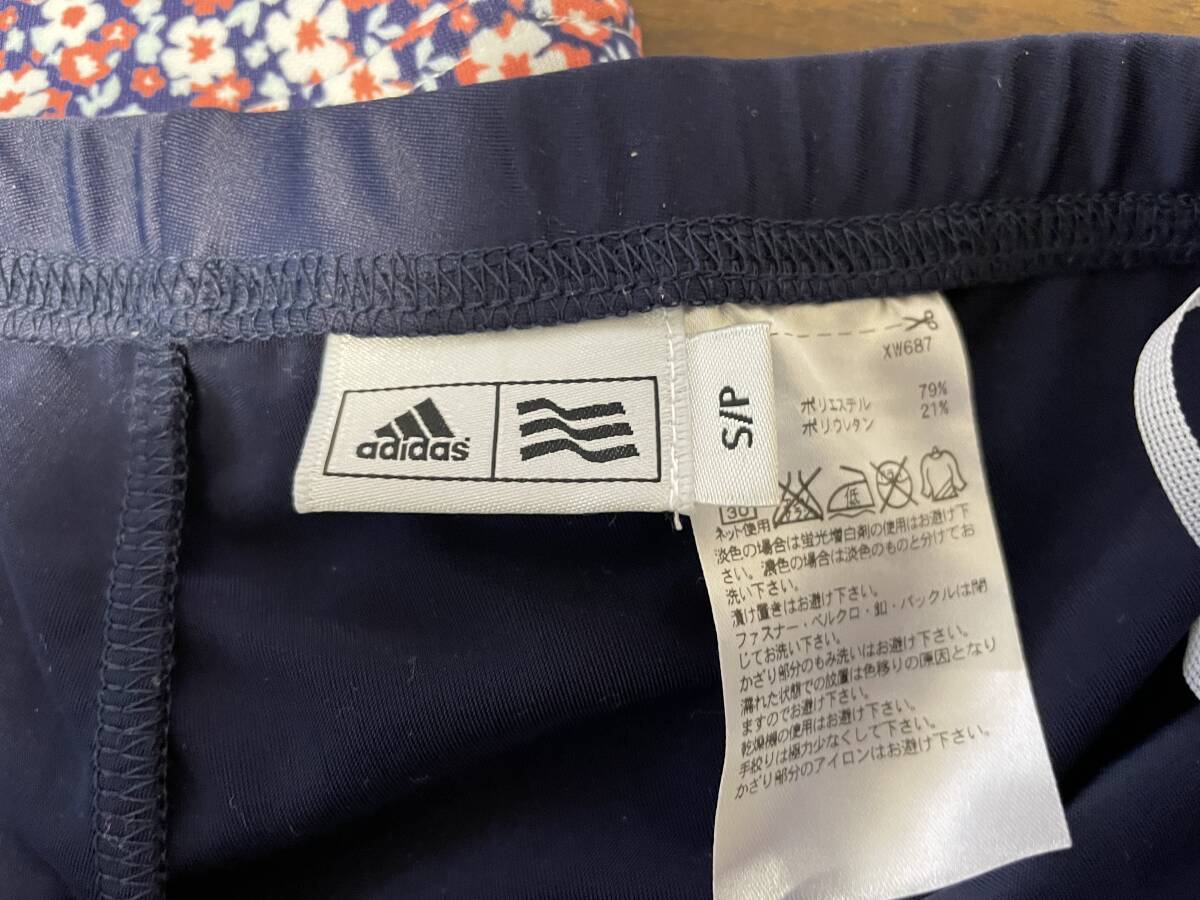 adidas
S/P
XW687
ポリエステル 79%
ポリウレタン 21%
30
低
ネット使用
淡色の場合は蛍光増白剤の使用はお避け下
さい。濃色の場合は淡色のものと分けてお
洗い下さい。
漬け置きはお避け下さい。
ファスナー・ベルクロ・釦・バックルは閉
じてお洗い下さい。
かざり部分のもみ洗いはお避け下さい。
濡れた状態での放置は色移りの原因となり
ますのでお避け下さい。
乾燥機の使用はお避け下さい。
手絞りは極力少なくして下さい。
かざり部分のアイロンはお避け下さい。